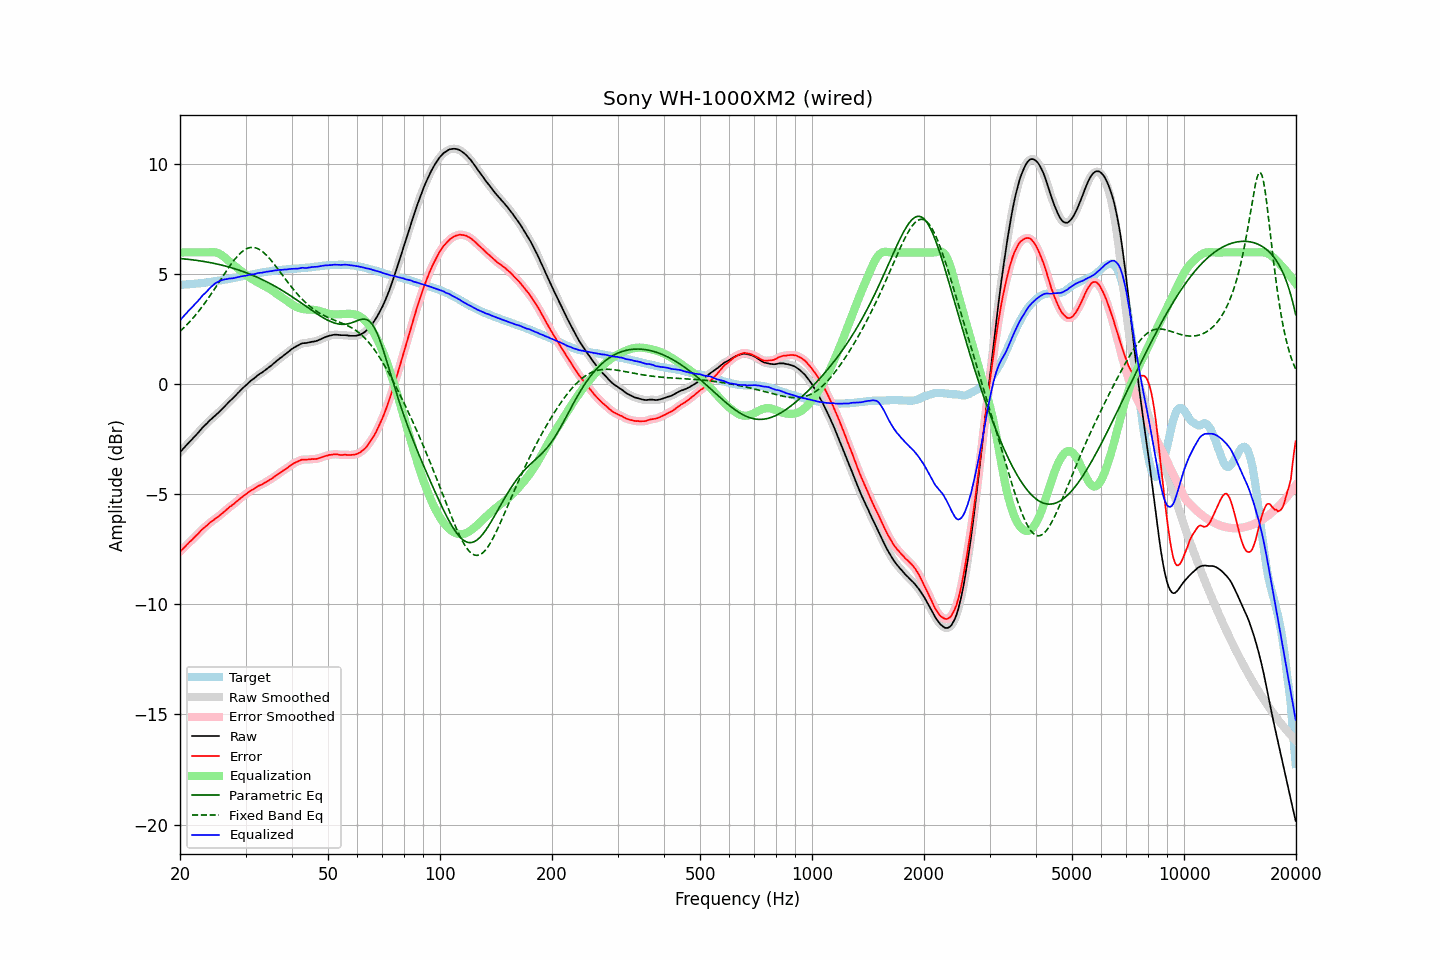 Sony WH-1000XM2 (wired)
Amplitude (dBr)
10
5
0
−5
−10
−15
−20
Target
Raw Smoothed
Error Smoothed
Raw
Error
Equalization
Parametric Eq
Fixed Band Eq
Equalized
20 50 100 200 500 1000 2000 5000 10000 20000
Frequency (Hz)